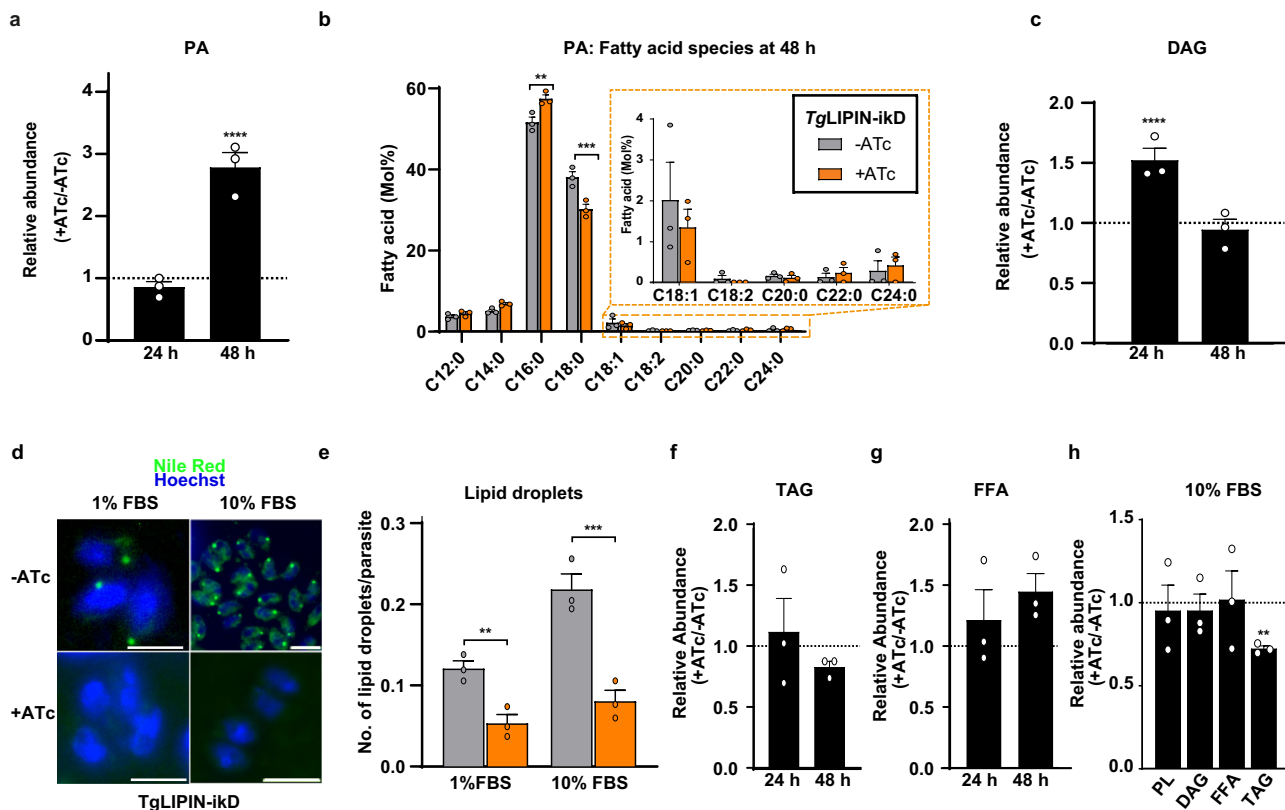 a
PA
Relative abundance
(+ATc/-ATc)
4
3
2
1
0
****
24 h
48 h
b
PA: Fatty acid species at 48 h
Fatty acid (Mol%)
60
40
20
0
**
***
C12:0
C14:0
C16:0
C18:0
C18:1
C18:2
C20:0
C22:0
C24:0
Fatty acid (Mol%)
4
3
2
1
0
C18:1
C18:2
C20:0
C22:0
C24:0
TgLIPIN-ikD
-ATc
+ATc
c
DAG
Relative abundance
(+ATc/-ATc)
2.0
1.5
1.0
0.5
0.0
****
24 h
48 h
d
Nile Red
Hoechst
1% FBS
10% FBS
-ATc
+ATc
TgLIPIN-ikD
e
Lipid droplets
No. of lipid droplets/parasite
0.3
0.2
0.1
0.0
**
***
1%FBS
10% FBS
f
TAG
Relative Abundance
(+ATc/-ATc)
2.0
1.5
1.0
0.5
0.0
24 h
48 h
g
FFA
Relative Abundance
(+ATc/-ATc)
2.0
1.5
1.0
0.5
0.0
24 h
48 h
h
10% FBS
Relative Abundance
(+ATc/-ATc)
1.5
1.0
0.5
0.0
**
PL
DAG
FFA
TAG